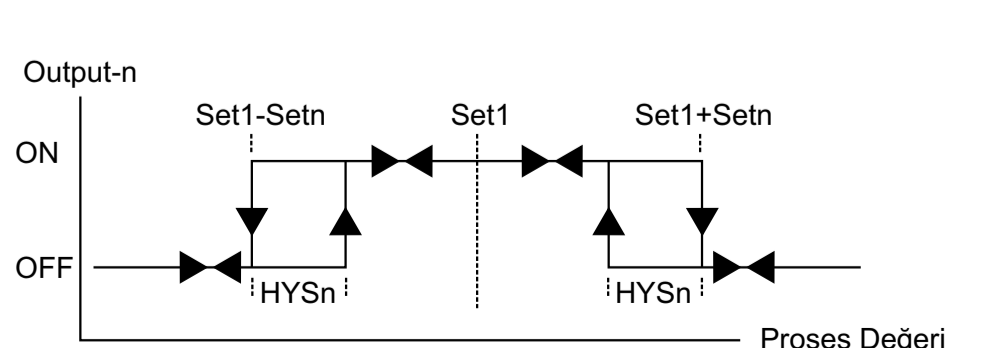 Output-n
Set1-Setn
Set1
Set1+Setn
ON
OFF
HYSn
HYSn
Proses Değeri